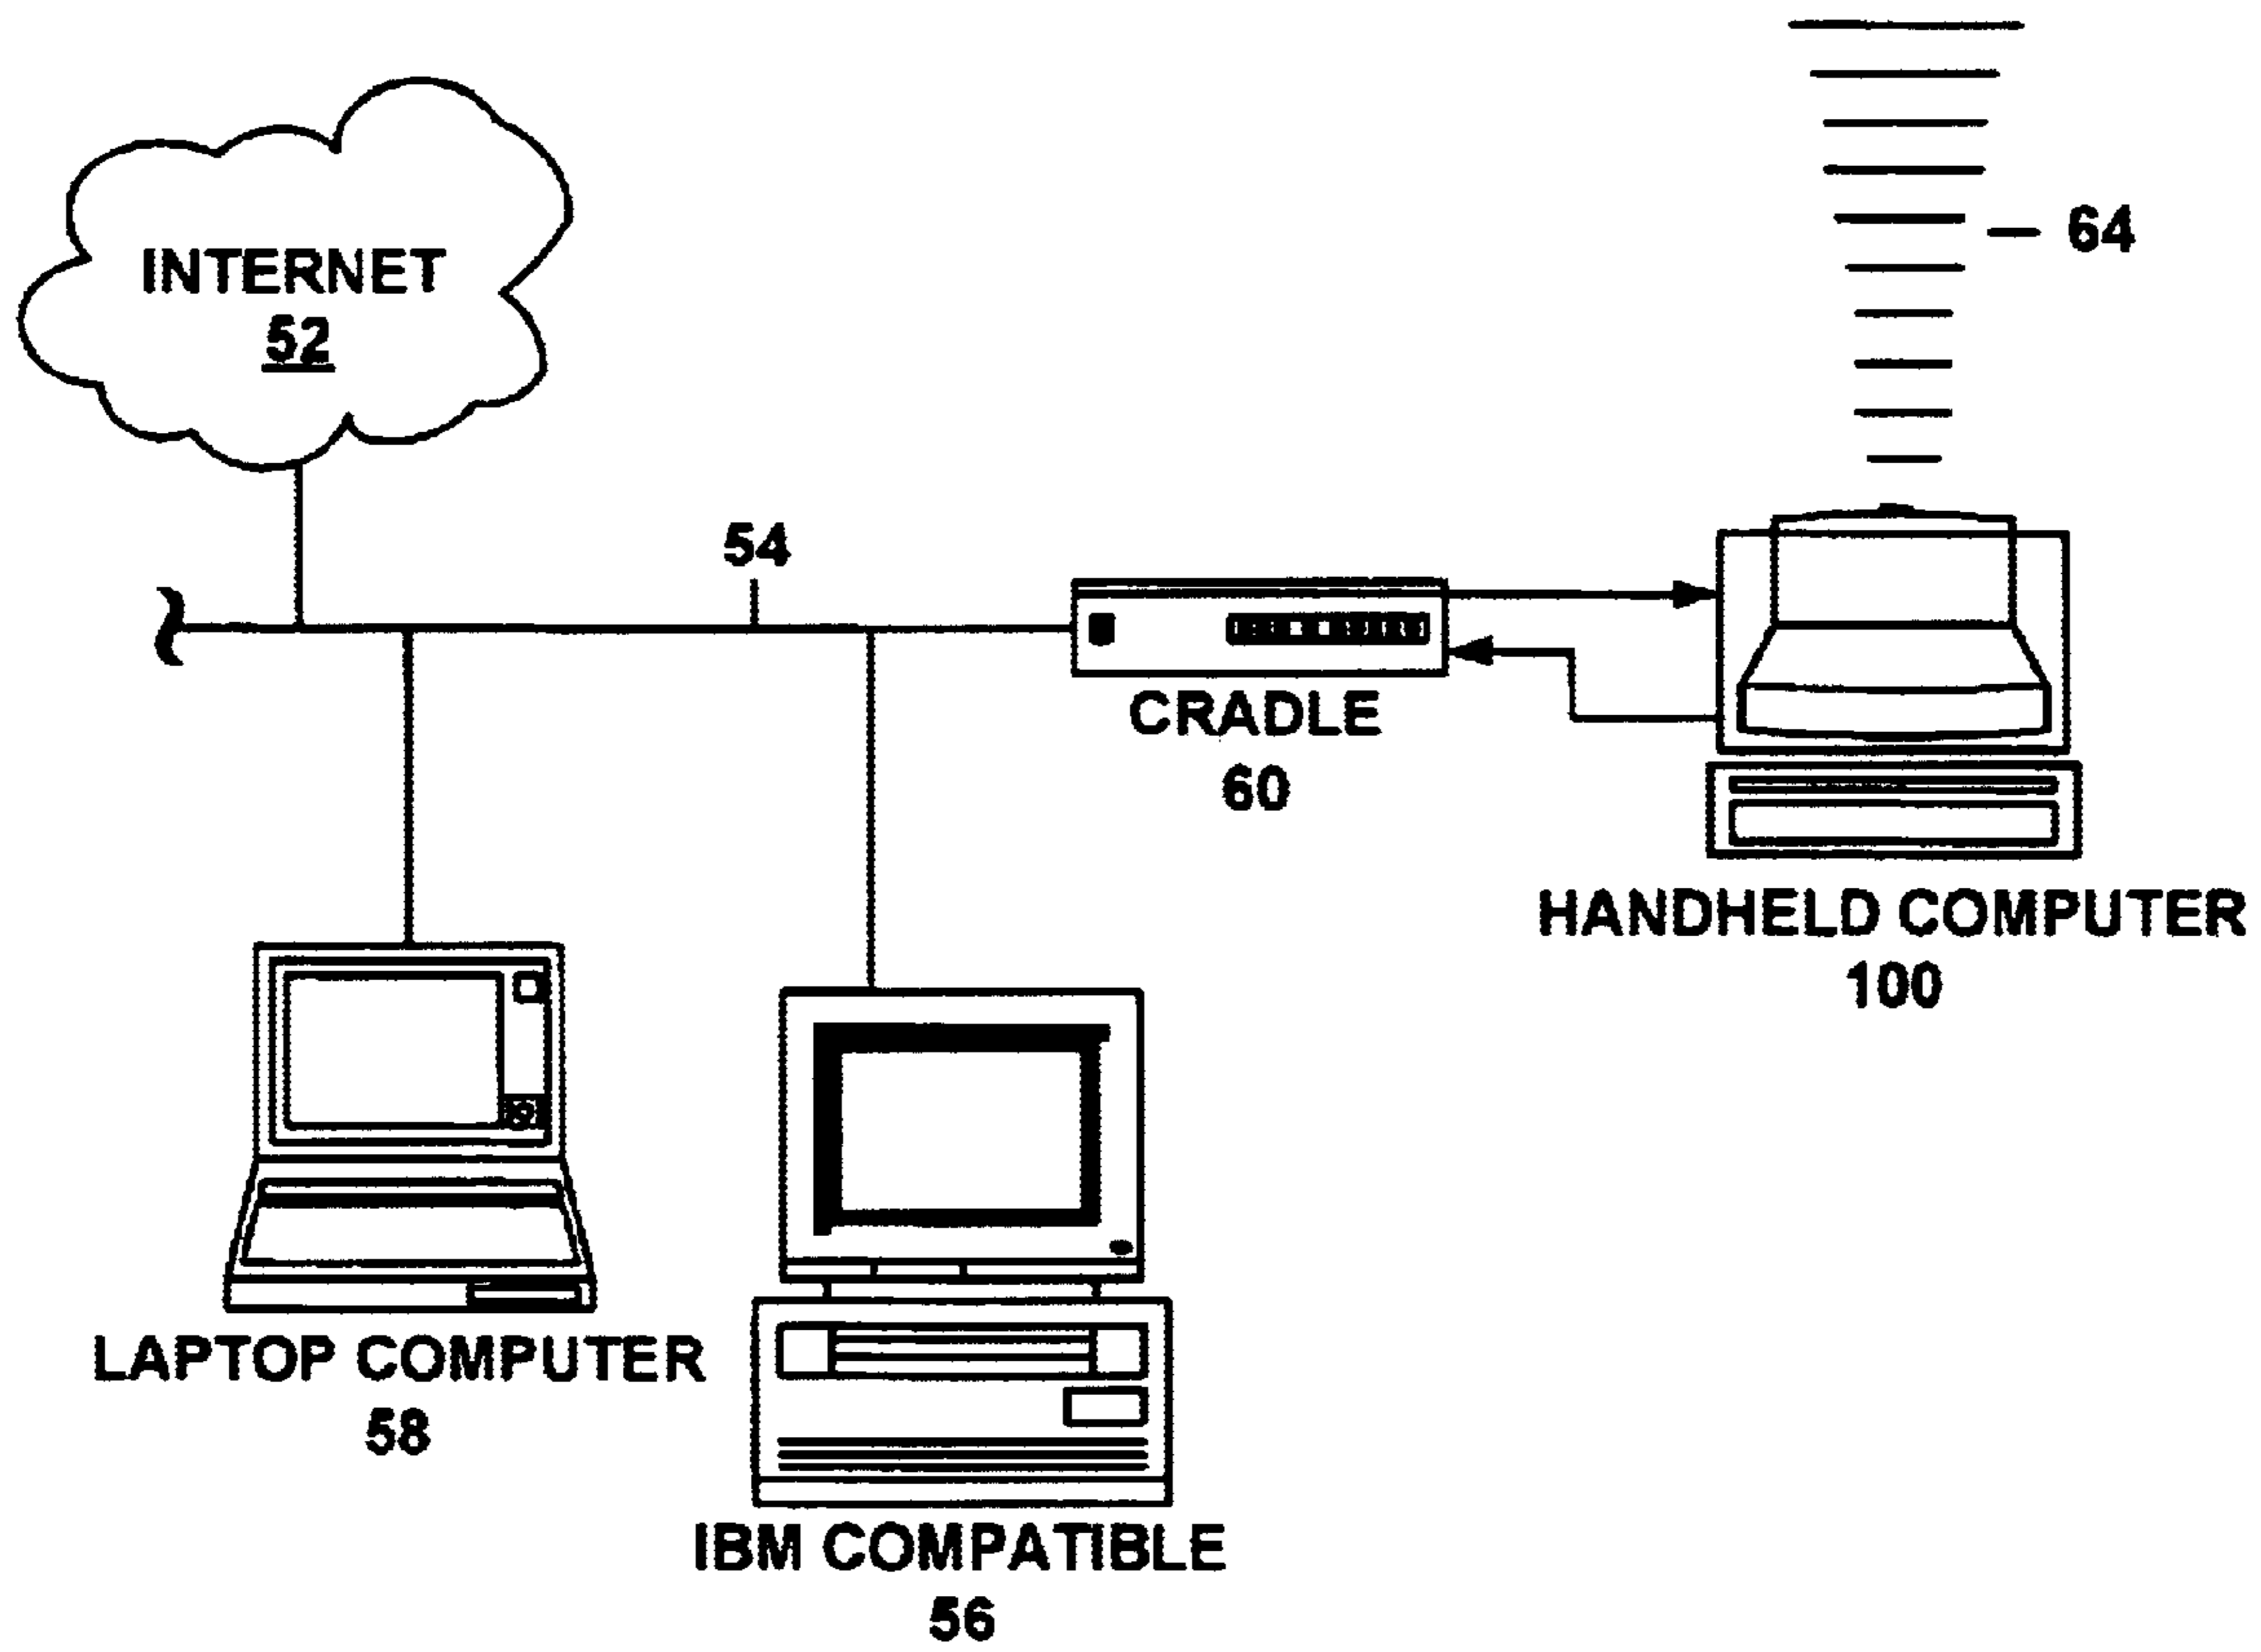 INTERNET
52
64
54
CRADLE
60
HANDHELD COMPUTER
100
LAPTOP COMPUTER
58
IBM COMPATIBLE
56